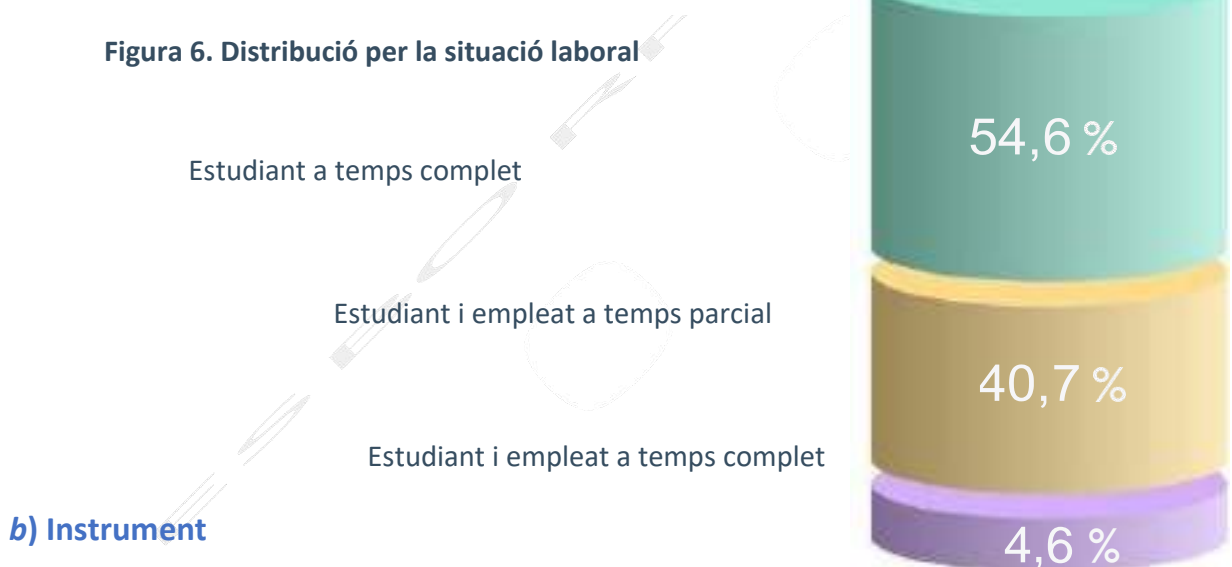 Figura 6. Distribució per la situació laboral
54,6 %
Estudiant a temps complet
Estudiant i empleat a temps parcial
40,7 %
Estudiant i empleat a temps complet
b) Instrument
4,6 %